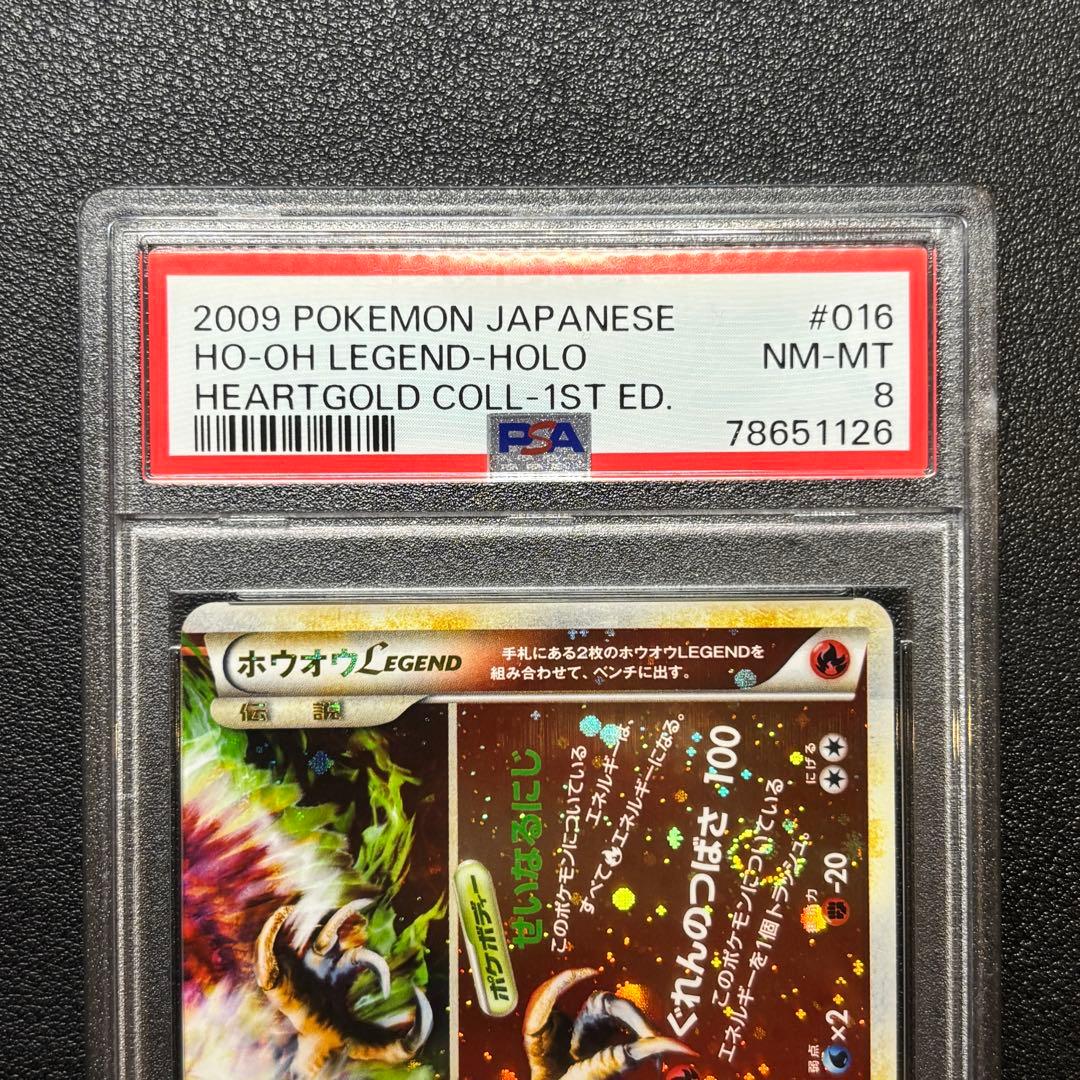 2009 POKEMON JAPANESE #016
HO-OH LEGEND-HOLO NM-MT
HEARTGOLD COLL-1ST ED. 8
PSA 78651126
ホウオウLEGEND
伝説
手札にある2枚のホウオウLEGENDを
組み合わせて、ベンチに出す。
ポケボディー
せいなるにじ
このポケモンについている
エネルギーは、
すべてエネルギーになる。
ぐれんのつばさ 100
このポケモンについている
エネルギーを1個トラッシュ。
弱点 ×2
抵抗力 -20
にげる